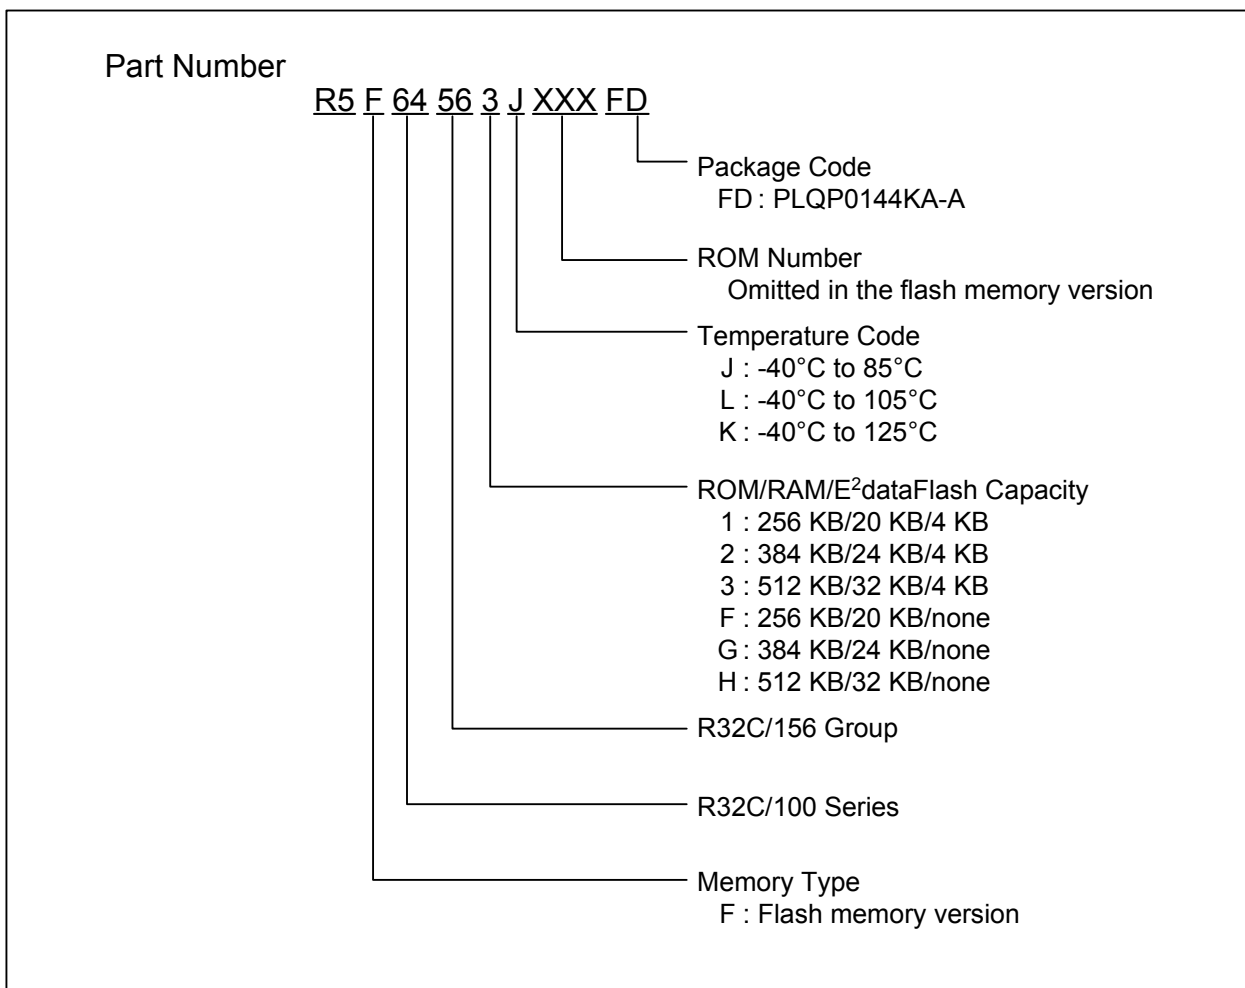 Part Number
R5 F 64 56 3 J XXX FD
Package Code
FD : PLQP0144KA-A
ROM Number
Omitted in the flash memory version
Temperature Code
J : -40°C to 85°C
L : -40°C to 105°C
K : -40°C to 125°C
ROM/RAM/E²dataFlash Capacity
1 : 256 KB/20 KB/4 KB
2 : 384 KB/24 KB/4 KB
3 : 512 KB/32 KB/4 KB
F : 256 KB/20 KB/none
G : 384 KB/24 KB/none
H : 512 KB/32 KB/none
R32C/156 Group
R32C/100 Series
Memory Type
F : Flash memory version